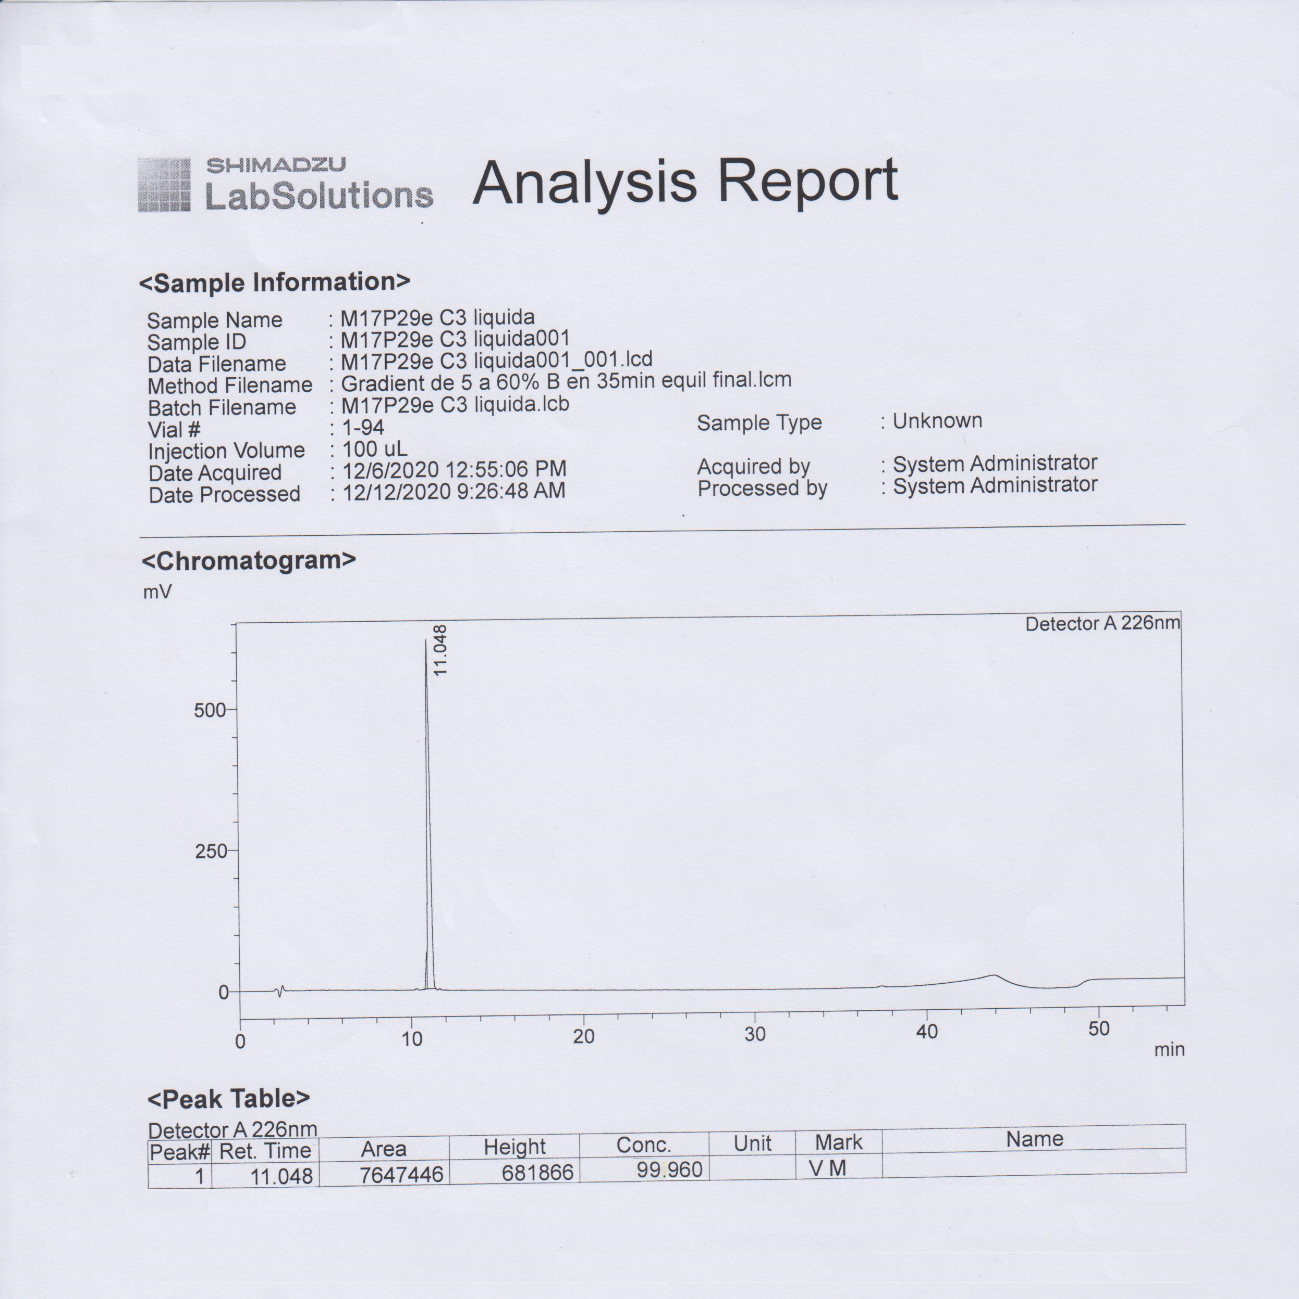 SHIMADZU
LabSolutions Analysis Report
<Sample Information>
Sample Name : M17P29e C3 liquida
Sample ID : M17P29e C3 liquida001
Data Filename : M17P29e C3 liquida001_001.lcd
Method Filename : Gradient de 5 a 60% B en 35min equil final.lcm
Batch Filename : M17P29e C3 liquida.lcb
Vial # : 1-94 Sample Type : Unknown
Injection Volume : 100 uL
Date Acquired : 12/6/2020 12:55:06 PM Acquired by : System Administrator
Date Processed : 12/12/2020 9:26:48 AM Processed by : System Administrator
<Chromatogram>
mV
Detector A 226nm
11.048
500
250
0
0 10 20 30 40 50
min
<Peak Table>
Detector A 226nm
Peak# Ret. Time Area Height Conc. Unit Mark Name
1 11.048 7647446 681866 99.960 V M